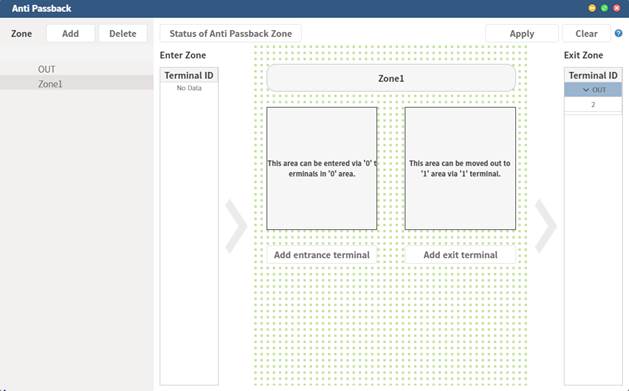 Anti Passback
Zone Add Delete Status of Anti Passback Zone Apply Clear ?
OUT
Zone1
Enter Zone
Terminal ID
No Data
Zone1
This area can be entered via '0' t
erminals in '0' area.
Add entrance terminal
This area can be moved out to
'1' area via '1' terminal.
Add exit terminal
Exit Zone
Terminal ID
OUT
2